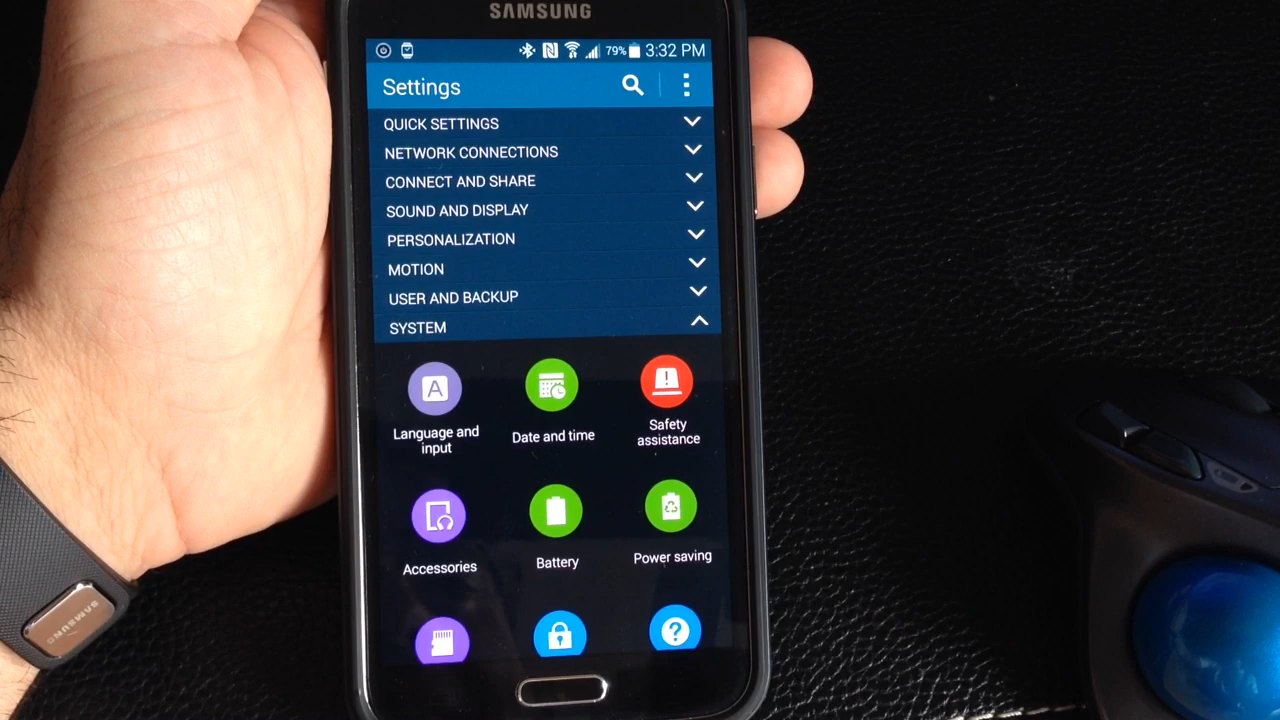 SAMSUNG
79% 3:32 PM
Settings
QUICK SETTINGS
NETWORK CONNECTIONS
CONNECT AND SHARE
SOUND AND DISPLAY
PERSONALIZATION
MOTION
USER AND BACKUP
SYSTEM
A
Language and
input
Date and time
Safety
assistance
Accessories
Battery
Power saving
SAMSUNG